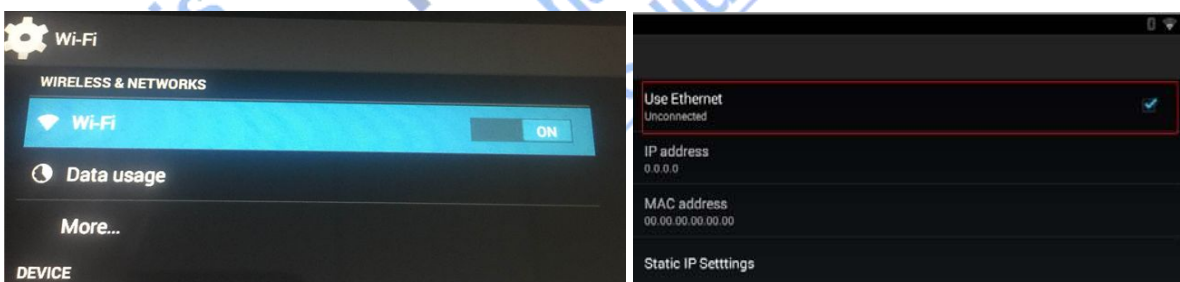 Wi-Fi
WIRELESS & NETWORKS
Wi-Fi
ON
Data usage
More...
DEVICE
Use Ethernet
Unconnected
IP address
0.0.0.0
MAC address
00.00.00.00.00.00
Static IP Setttings